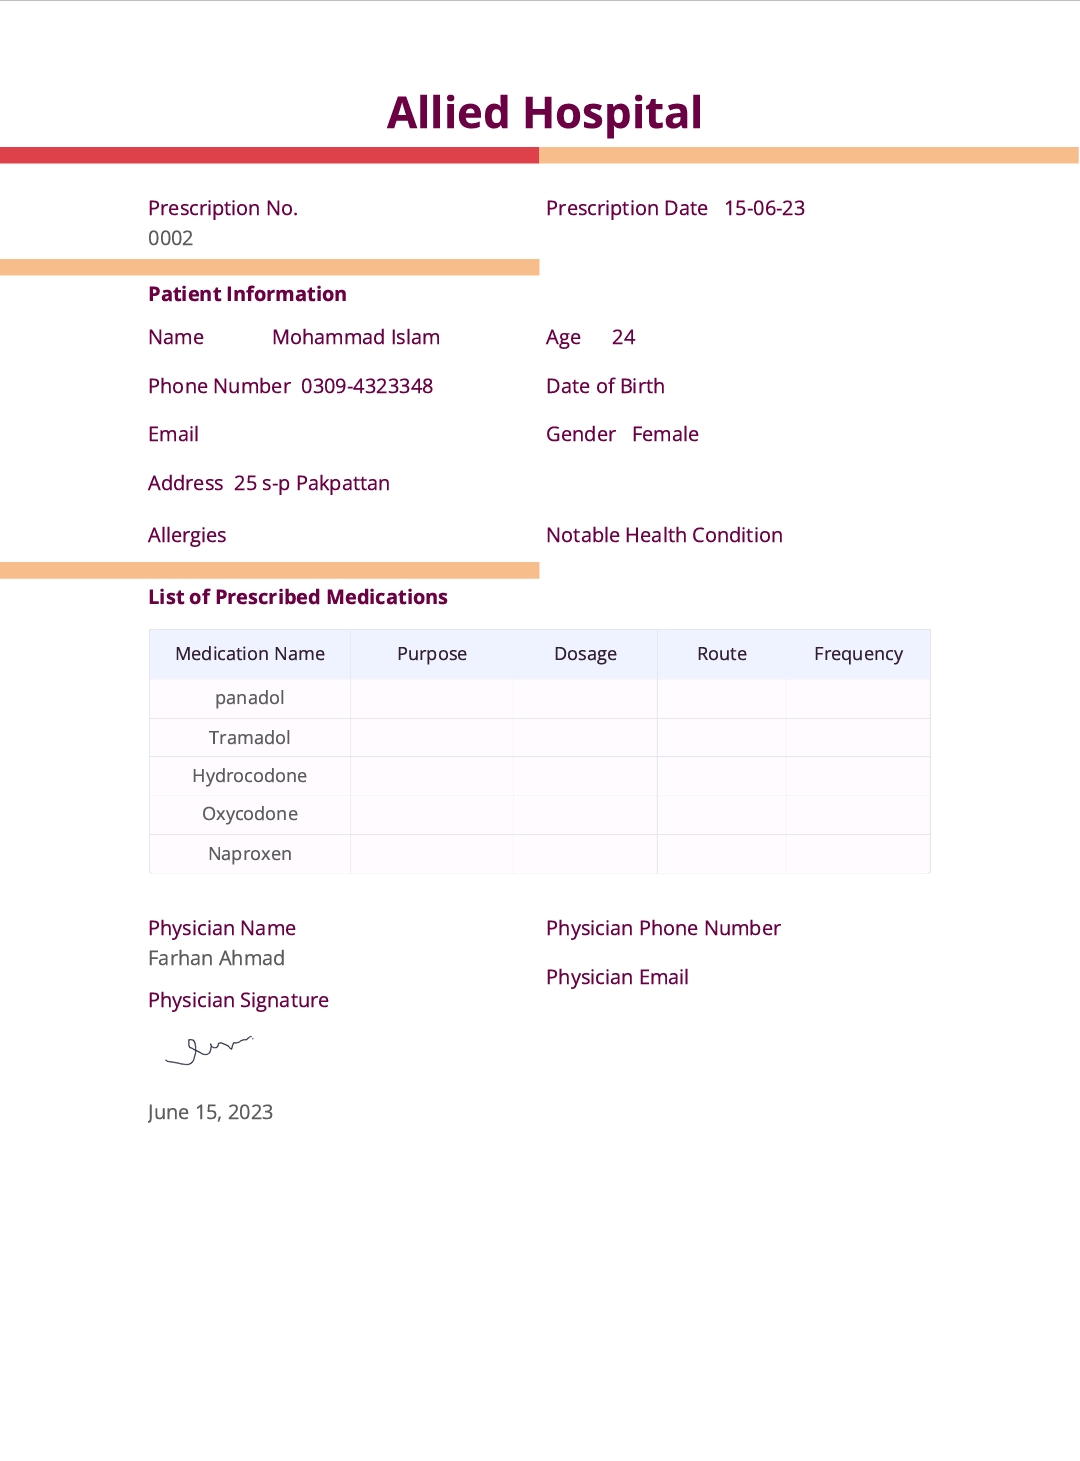 Allied Hospital
Prescription No.
0002
Prescription Date 15-06-23
Patient Information
Name Mohammad Islam
Age 24
Phone Number 0309-4323348
Date of Birth
Email
Gender Female
Address 25 s-p Pakpattan
Allergies
Notable Health Condition
List of Prescribed Medications
Medication Name Purpose Dosage Route Frequency
panadol
Tramadol
Hydrocodone
Oxycodone
Naproxen
Physician Name
Farhan Ahmad
Physician Phone Number
Physician Email
Physician Signature
June 15, 2023